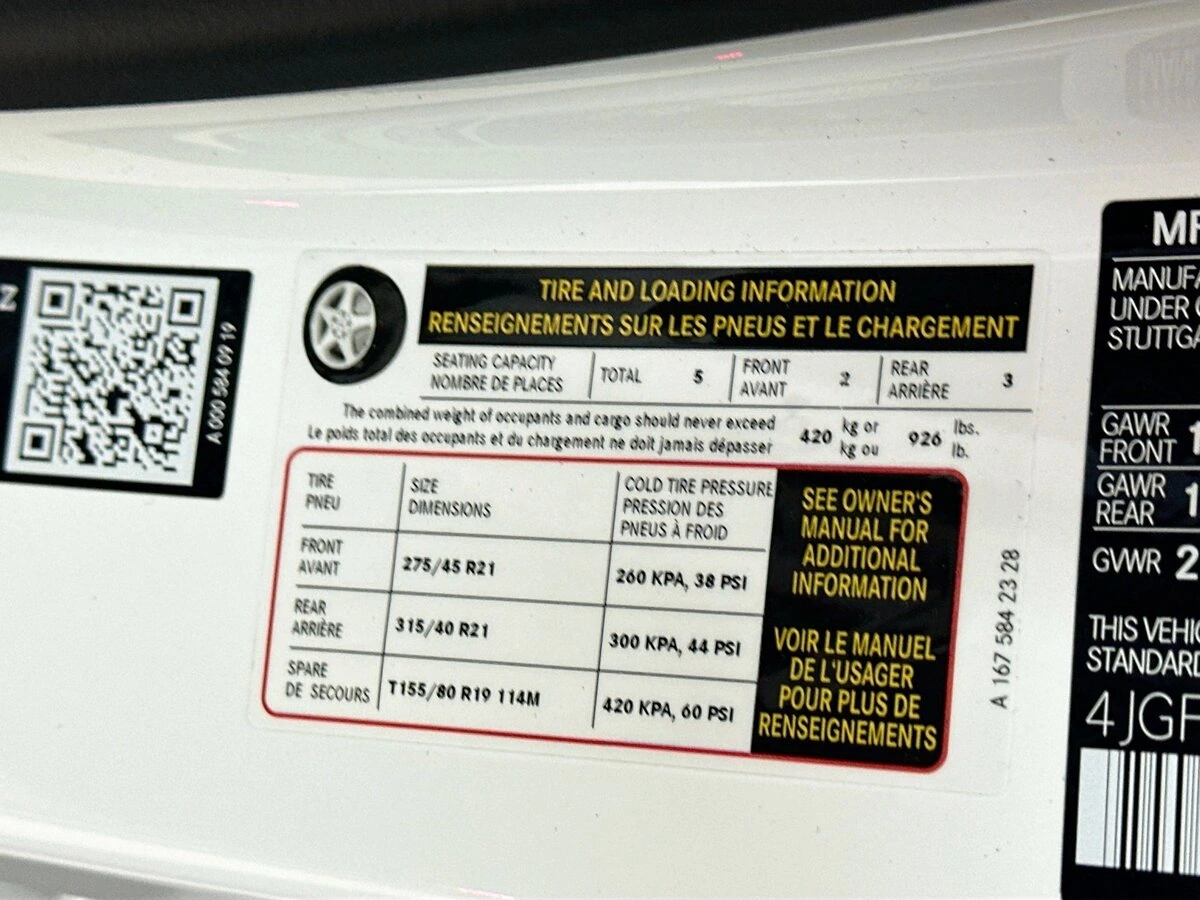 Z
A 000 584 09 19
TIRE AND LOADING INFORMATION
RENSEIGNEMENTS SUR LES PNEUS ET LE CHARGEMENT
SEATING CAPACITY
NOMBRE DE PLACES
TOTAL 5
FRONT
AVANT
2
REAR
ARRIÈRE
3
The combined weight of occupants and cargo should never exceed
Le poids total des occupants et du chargement ne doit jamais dépasser
420
kg or
kg ou
926
lbs.
lb.
TIRE
PNEU
SIZE
DIMENSIONS
COLD TIRE PRESSURE
PRESSION DES
PNEUS À FROID
FRONT
AVANT
275/45 R21
260 KPA, 38 PSI
REAR
ARRIÈRE
315/40 R21
300 KPA, 44 PSI
SPARE
DE SECOURS
T155/80 R19 114M
420 KPA, 60 PSI
SEE OWNER'S
MANUAL FOR
ADDITIONAL
INFORMATION
VOIR LE MANUEL
DE L'USAGER
POUR PLUS DE
RENSEIGNEMENTS
A 167 584 23 28
MANUFA
UNDER
STUTTGA
GAWR
FRONT
1
GAWR
REAR
1
GVWR 2
THIS VEHIC
STANDARD
4JGF